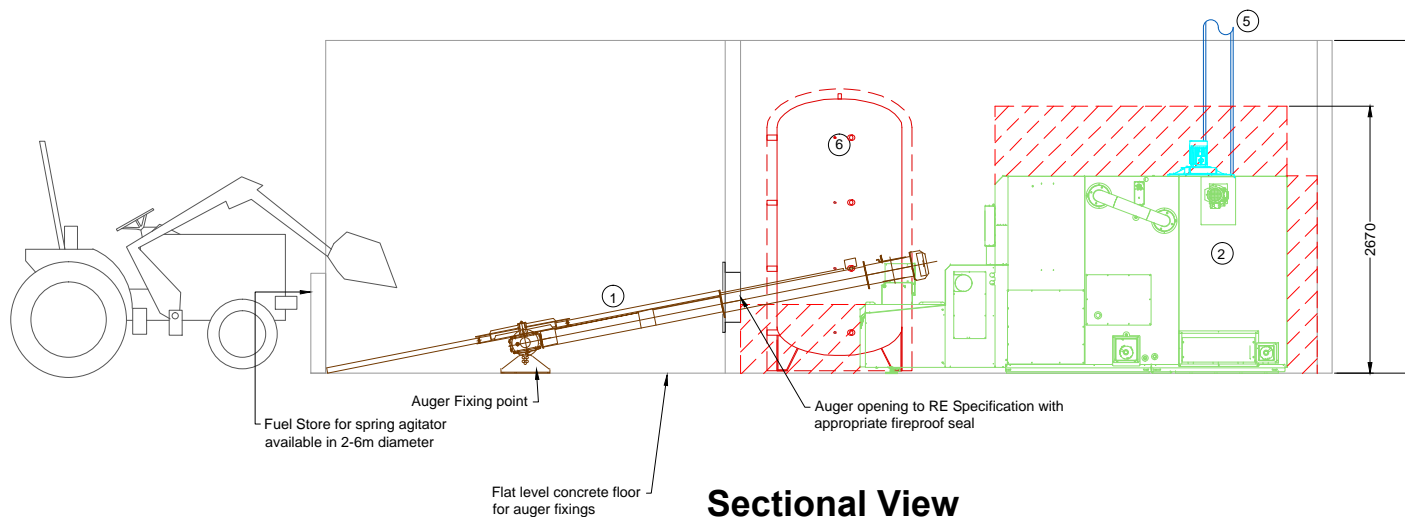 5
6
2
2670
1
Auger Fixing point
Fuel Store for spring agitator
available in 2-6m diameter
Auger opening to RE Specification with
appropriate fireproof seal
Flat level concrete floor
for auger fixings
Sectional View